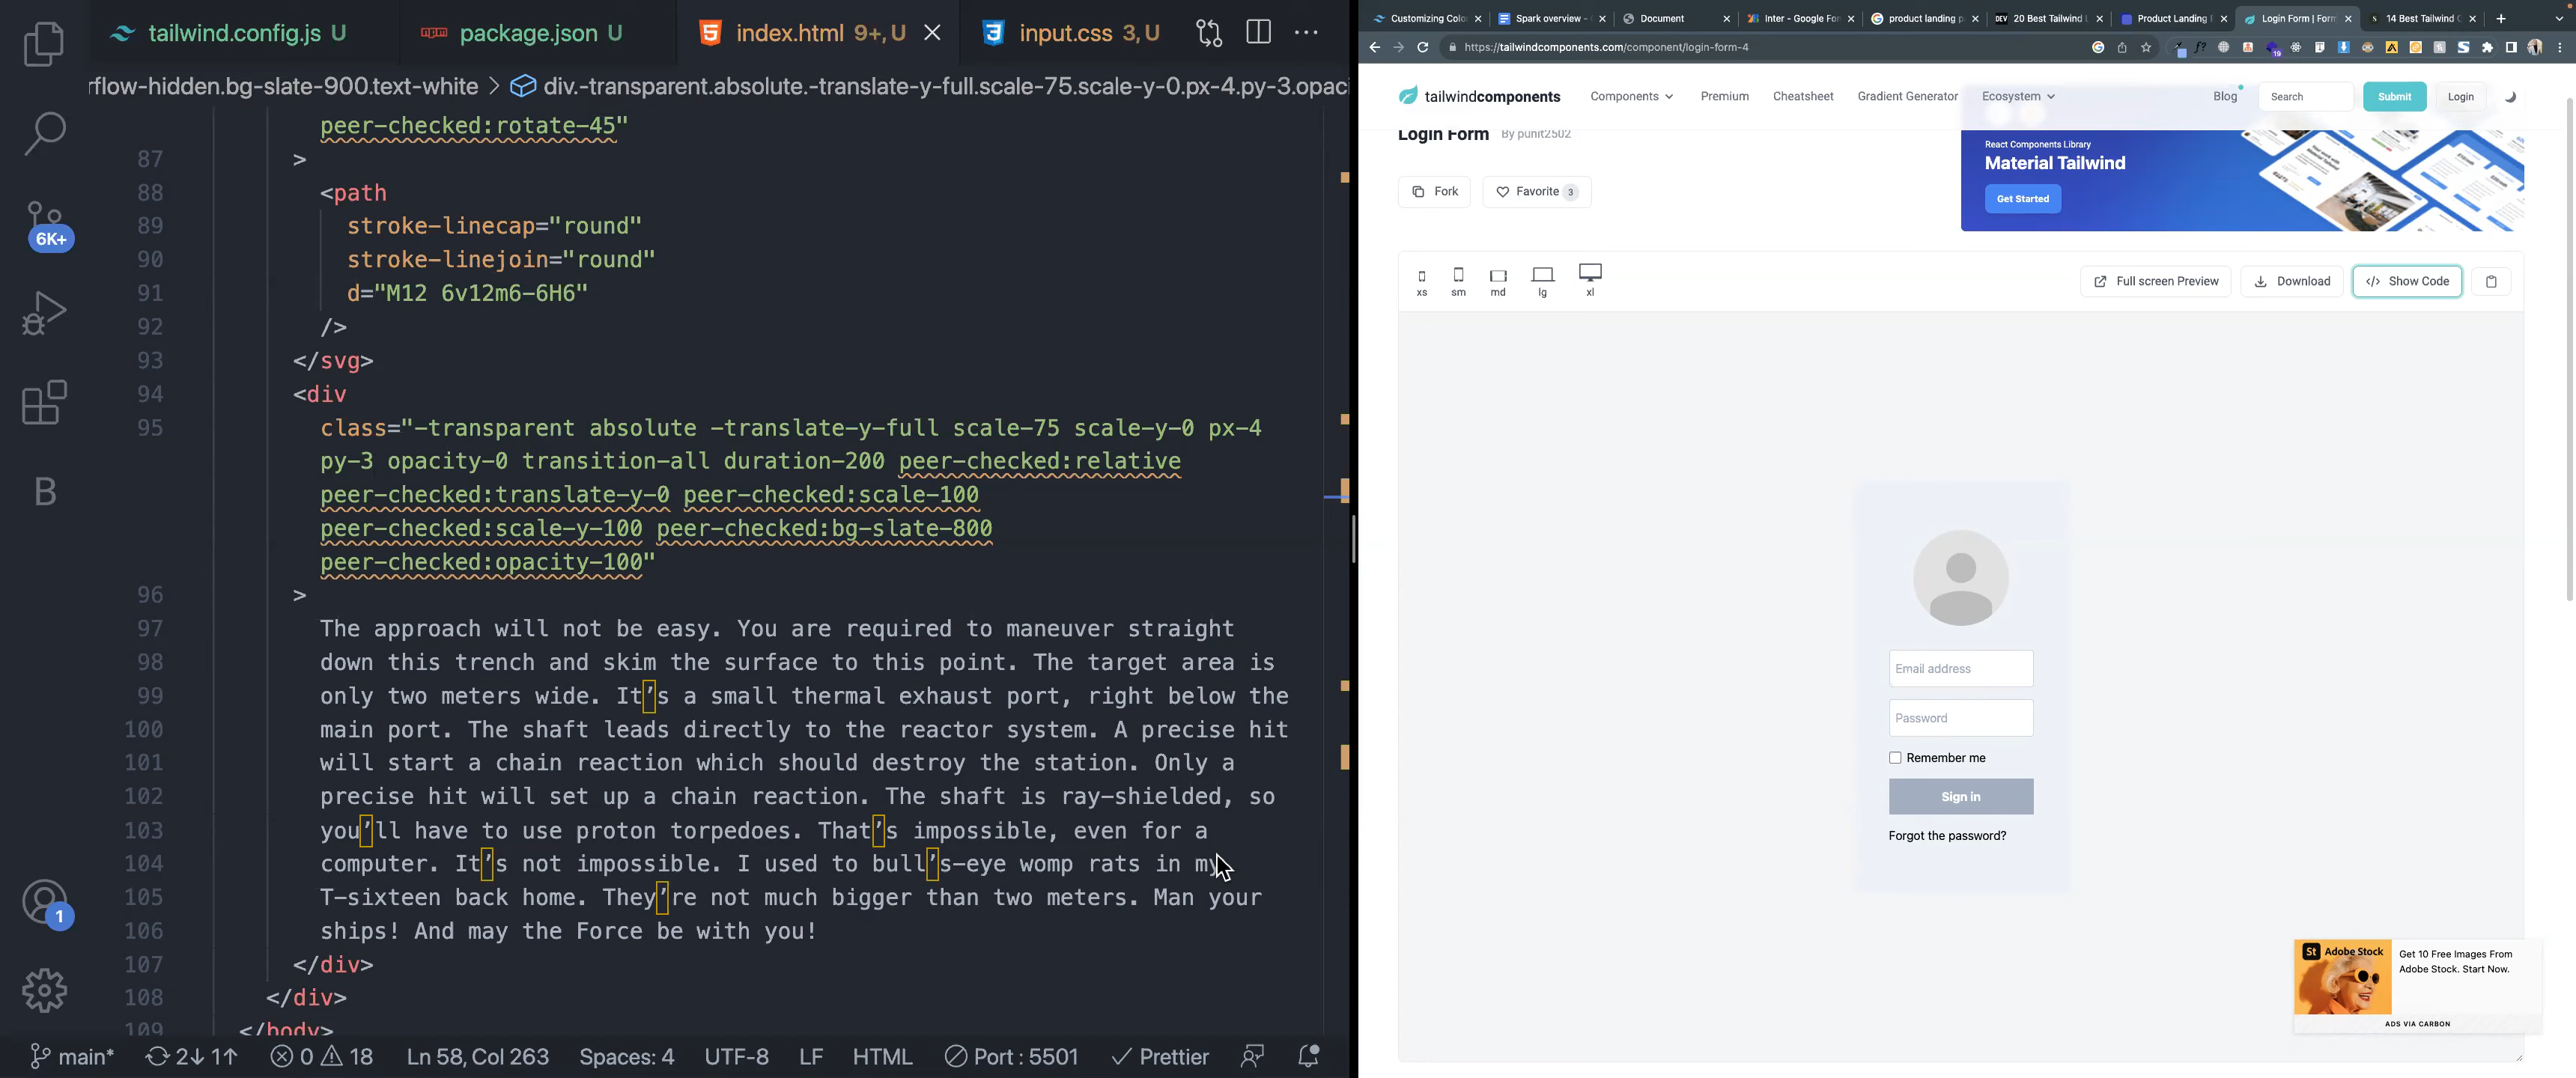 tailwind.config.js U
package.json U
index.html 9+, U
input.css 3, U
rflow-hidden.bg-slate-900.text-white > div.-transparent.absolute.-translate-y-full.scale-75.scale-y-0.px-4.py-3.opac
6K+
B
1
peer-checked:rotate-45"
87 >
88 <path
89 stroke-linecap="round"
90 stroke-linejoin="round"
91 d="M12 6v12m6-6H6"
92 />
93 </svg>
94 <div
95 class="-transparent absolute -translate-y-full scale-75 scale-y-0 px-4
py-3 opacity-0 transition-all duration-200 peer-checked:relative
peer-checked:translate-y-0 peer-checked:scale-100
peer-checked:scale-y-100 peer-checked:bg-slate-800
peer-checked:opacity-100"
96 >
97 The approach will not be easy. You are required to maneuver straight
98 down this trench and skim the surface to this point. The target area is
99 only two meters wide. It’s a small thermal exhaust port, right below the
100 main port. The shaft leads directly to the reactor system. A precise hit
101 will start a chain reaction which should destroy the station. Only a
102 precise hit will set up a chain reaction. The shaft is ray-shielded, so
103 you’ll have to use proton torpedoes. That’s impossible, even for a
104 computer. It’s not impossible. I used to bull’s-eye womp rats in my
105 T-sixteen back home. They’re not much bigger than two meters. Man your
106 ships! And may the Force be with you!
107 </div>
108 </div>
109 </body>
main* 2↓ 1↑ 0 18 Ln 58, Col 263 Spaces: 4 UTF-8 LF HTML Port : 5501 Prettier
Customizing Colo
Spark overview -
Document
Inter - Google Fon
product landing p
DEV 20 Best Tailwind
Product Landing
Login Form | Form
14 Best Tailwind
https://tailwindcomponents.com/component/login-form-4
19
tailwindcomponents
Components
Premium
Cheatsheet
Gradient Generator
Ecosystem
Blog
Search
Submit
Login
Login Form By punit2502
Fork
Favorite 3
React Components Library
Material Tailwind
Get Started
xs sm md lg xl
Full screen Preview
Download
Show Code
Email address
Password
Remember me
Sign in
Forgot the password?
St Adobe Stock
Get 10 Free Images From
Adobe Stock. Start Now.
ADS VIA CARBON